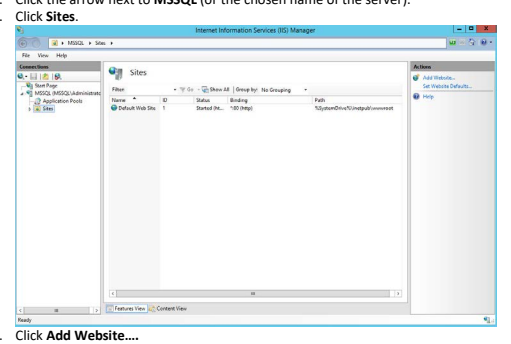 . Click the arrow next to MSSQL (or the chosen name of the server).
. Click Sites.
Internet Information Services (IIS) Manager
MSSQL Sites
File View Help
Connections
Start Page
MSSQL (MSSQL\Administrato
Application Pools
Sites
Sites
Filter: Go Show All Group by: No Grouping
Name ID Status Binding Path
Default Web Site 1 Started (ht... *:80 (http) %SystemDrive%\inetpub\wwwroot
Actions
Add Website...
Set Website Defaults...
Help
Features View Content View
Ready
. Click Add Website....